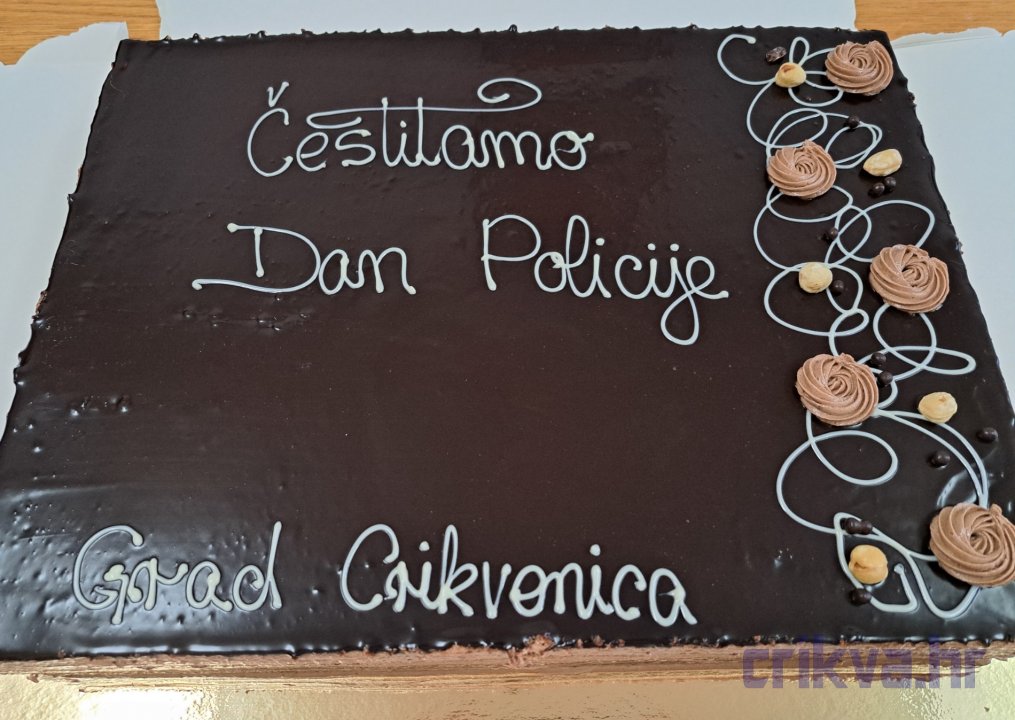 Čestitamo
Dan Policije
Grad Crikvenica
crikva.hr